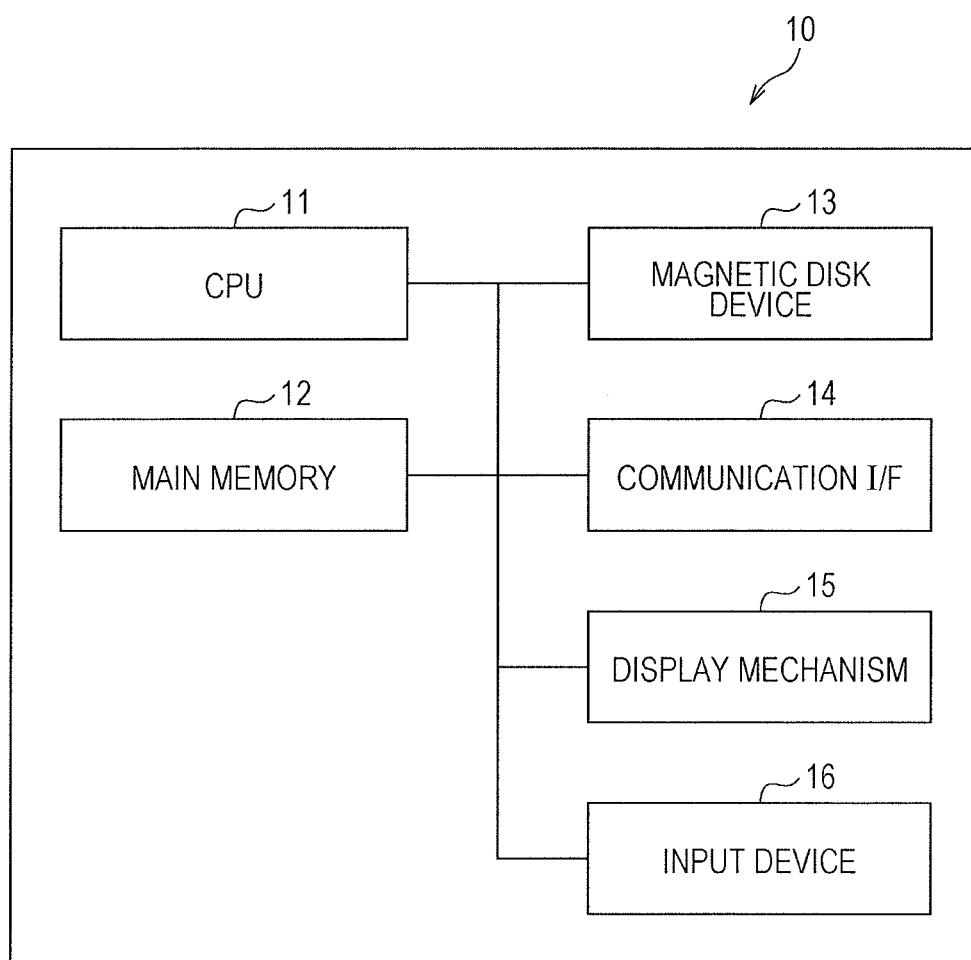 10
11
CPU
12
MAIN MEMORY
13
MAGNETIC DISK
DEVICE
14
COMMUNICATION I/F
15
DISPLAY MECHANISM
16
INPUT DEVICE